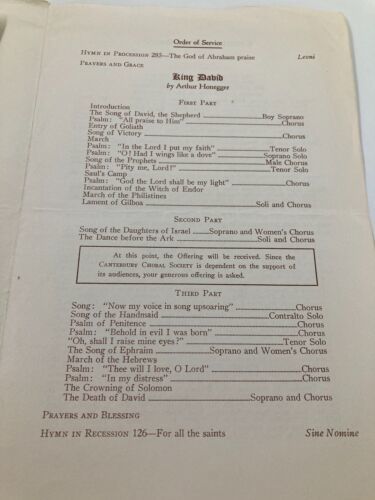 Order of Service
HYMN IN PROCESSION 285—The God of Abraham praise Leoni
PRAYERS AND GRACE
King David
by Arthur Honegger
FIRST PART
Introduction
The Song of David, the Shepherd Boy Soprano
Psalm: "All praise to Him" Chorus
Entry of Goliath
Song of Victory Chorus
March
Psalm: "In the Lord I put my faith" Tenor Solo
Psalm: "O! Had I wings like a dove" Soprano Solo
Song of the Prophets Male Chorus
Psalm: "Pity me, Lord!" Tenor Solo
Saul's Camp
Psalm: "God the Lord shall be my light" Chorus
Incantation of the Witch of Endor
March of the Philistines
Lament of Gilboa Soli and Chorus
SECOND PART
Song of the Daughters of Israel Soprano and Women's Chorus
The Dance before the Ark Soli and Chorus
At this point, the Offering will be received. Since the
CANTERBURY CHORAL SOCIETY is dependent on the support of
its audiences, your generous offering is asked.
THIRD PART
Song: "Now my voice in song upsoaring" Chorus
Song of the Handmaid Contralto Solo
Psalm of Penitence Chorus
Psalm: "Behold in evil I was born" Chorus
"Oh, shall I raise mine eyes?" Tenor Solo
The Song of Ephraim Soprano and Women's Chorus
March of the Hebrews
Psalm: "Thee will I love, O Lord" Chorus
Psalm: "In my distress" Chorus
The Crowning of Solomon
The Death of David Soprano and Chorus
PRAYERS AND BLESSING
HYMN IN RECESSION 126—For all the saints Sine Nomine